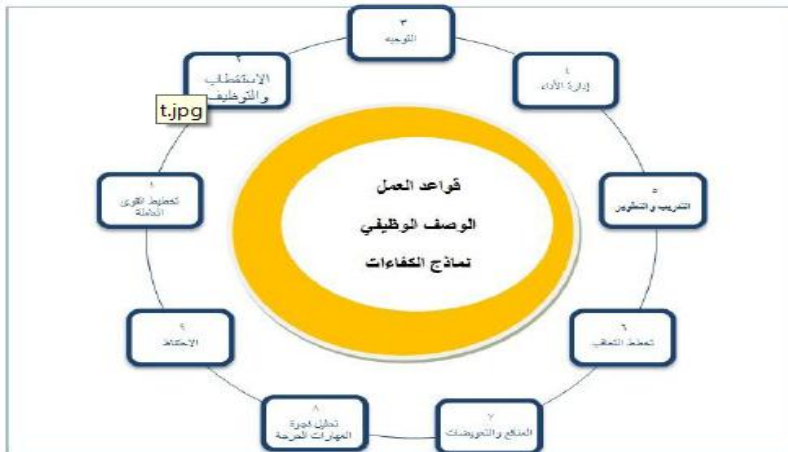 ٣
التوجيه
٢
الاستقطاب
والتوظيف
t.jpg
٤
إدارة الأداء
١
تخطيط القوى
العاملة
قواعد العمل
الوصف الوظيفي
نماذج الكفاءات
٥
التدريب والتطوير
٩
الاحتفاظ
٦
تخطط التعاقب
٨
تحليل فجوة
المهارات الحرجة
٧
المنافع والتعويضات